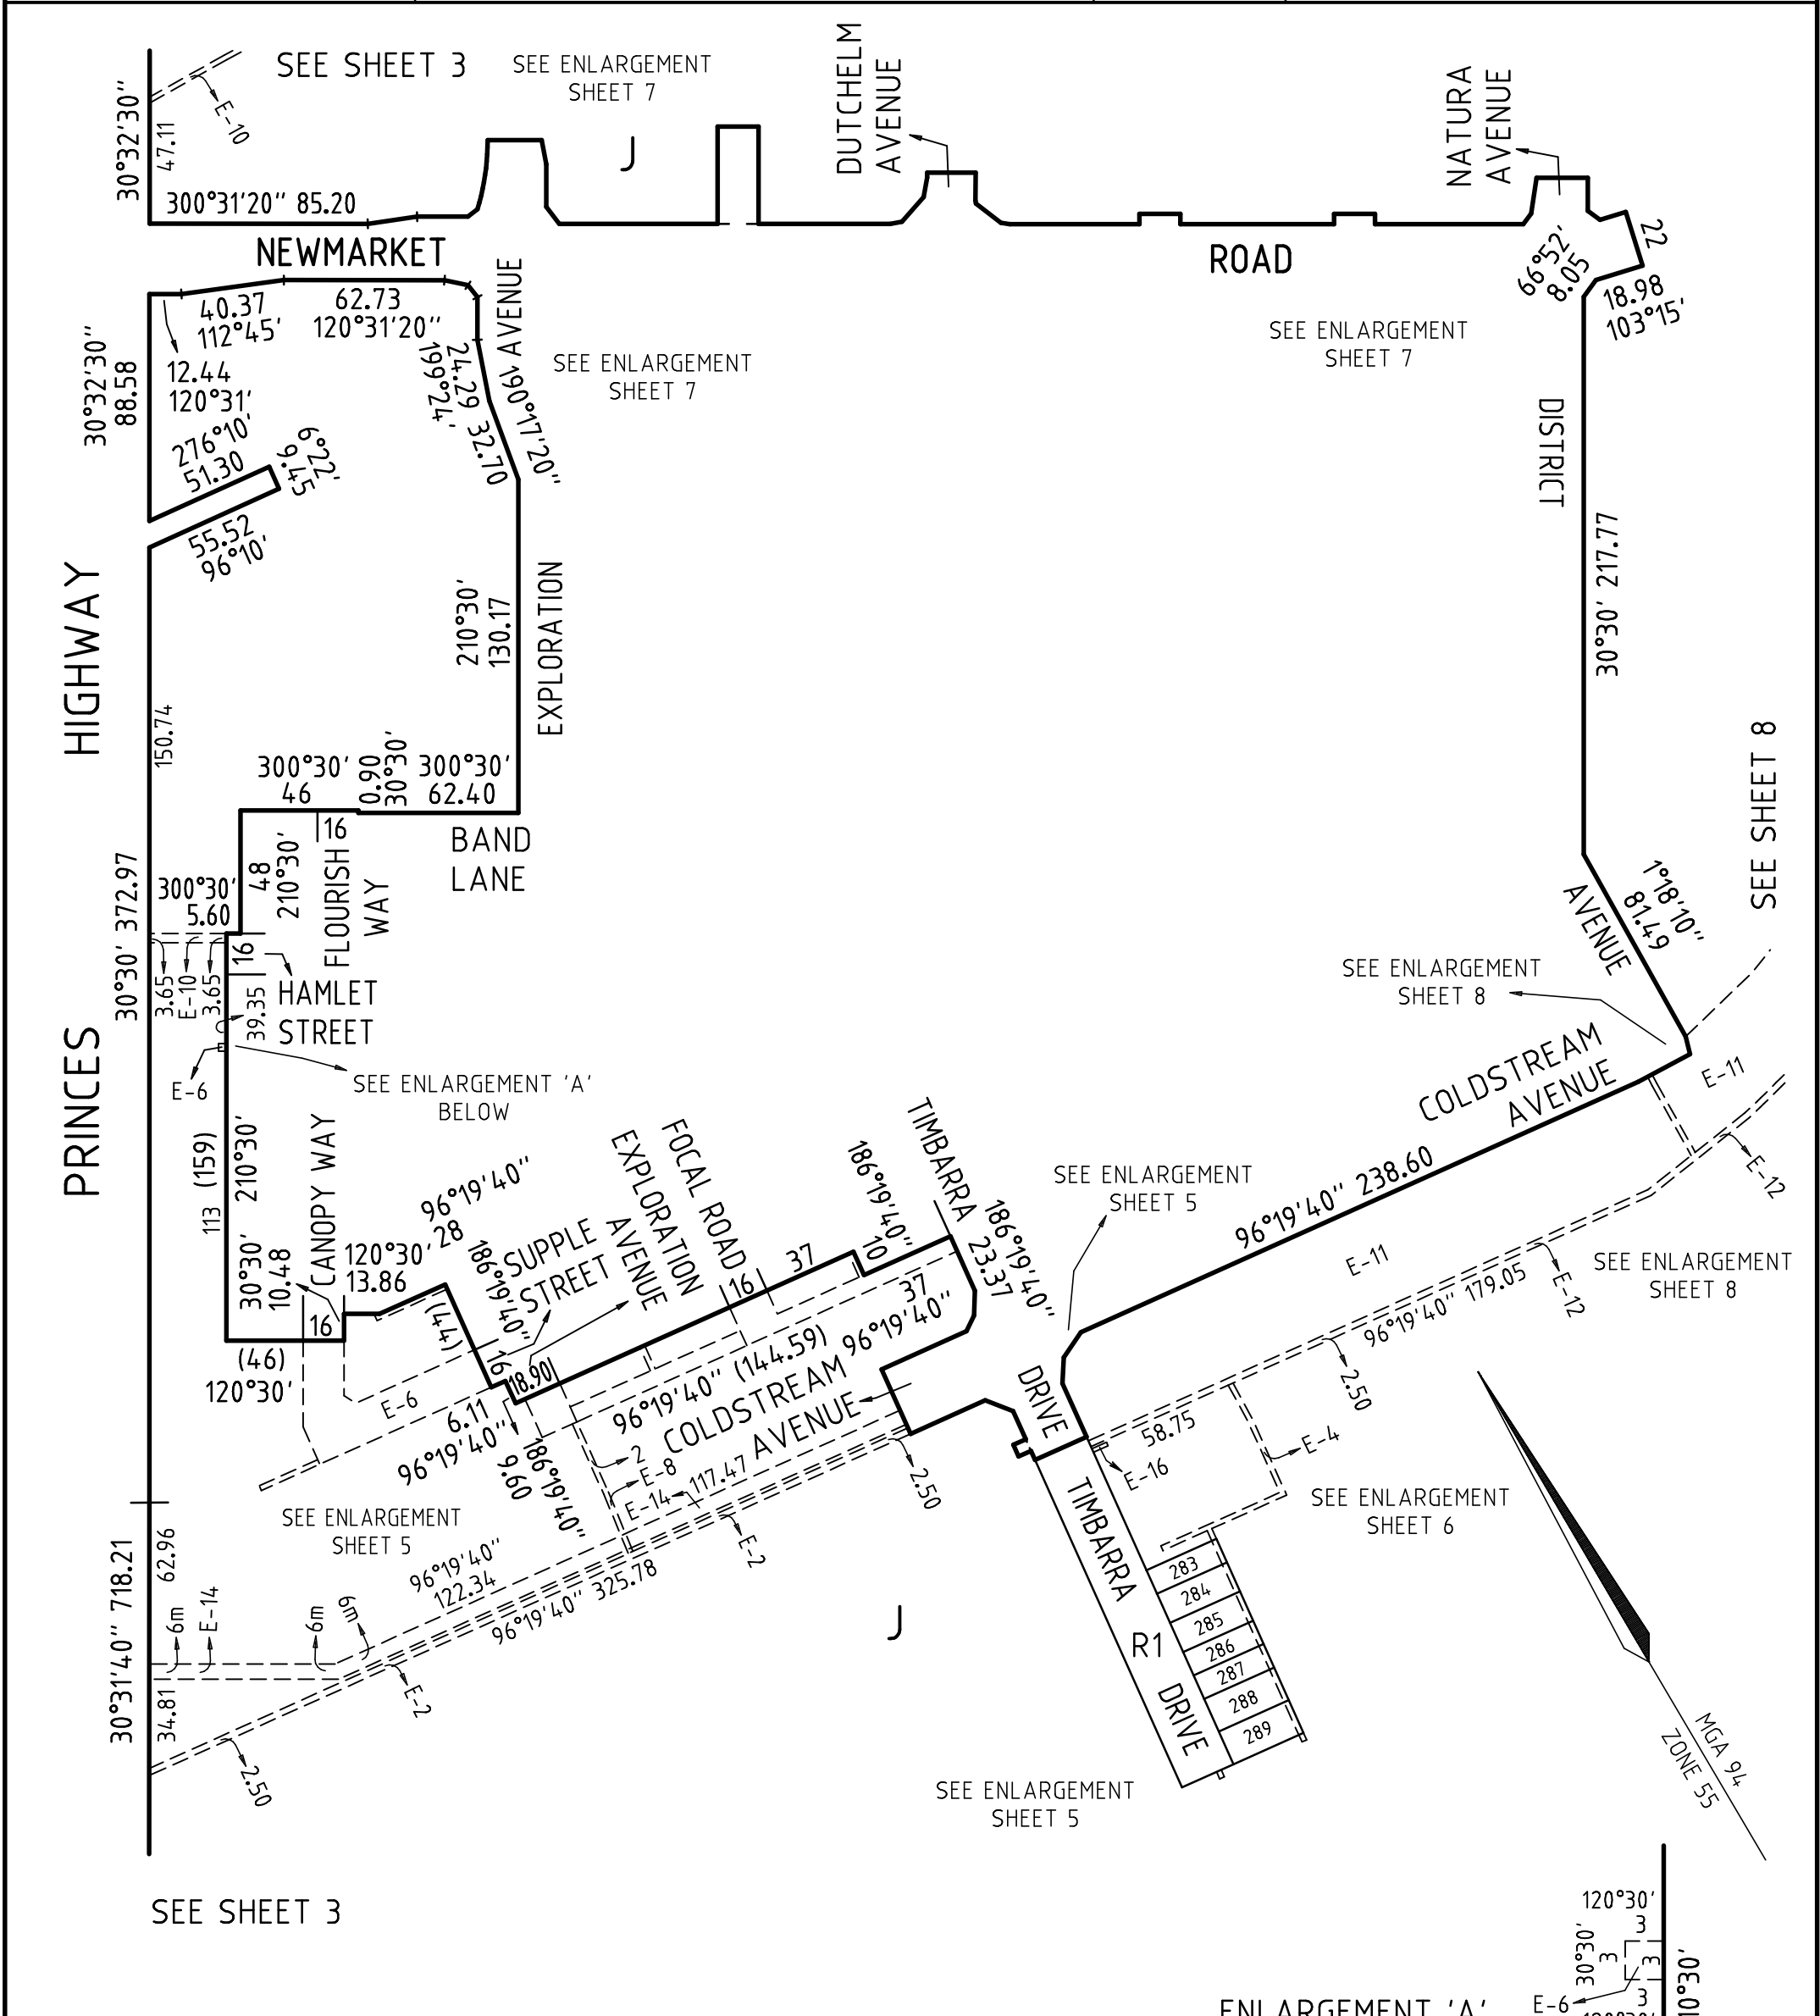 SEE SHEET 3
SEE ENLARGEMENT
SHEET 7
DUTCHELM
AVENUE
NATURA
AVENUE
30°32'30"
47.11
E-10
J
300°31'20" 85.20
NEWMARKET
ROAD
22
66°52'
8.05
18.98
103°15'
40.37
112°45'
62.73
120°31'20"
AVENUE
SEE ENLARGEMENT
SHEET 7
SEE ENLARGEMENT
SHEET 7
30°32'30"
88.58
12.44
120°31'
24.29
199°24'
190°17'20"
32.70
276°10'
51.30
6°22'
9.45
55.52
96°10'
DISTRICT
HIGHWAY
210°30'
130.17
EXPLORATION
30°30' 217.77
150.74
300°30'
46
0.90
30°30'
300°30'
62.40
16
BAND
LANE
48
210°30'
FLOURISH
WAY
30°30' 372.97
300°30'
5.60
16
3.65
E-10
3.65
39.35
HAMLET
STREET
SEE SHEET 8
1°18'10"
81.49
AVENUE
SEE ENLARGEMENT
SHEET 8
PRINCES
E-6
SEE ENLARGEMENT 'A'
BELOW
COLDSTREAM
AVENUE
E-11
E-12
113
(159)
210°30'
CANOPY WAY
30°30'
10.48
16
120°30'
13.86
96°19'40"
28
186°19'40"
(44)
SUPPLE
STREET
EXPLORATION
AVENUE
FOCAL ROAD
16
37
186°19'40"
10
TIMBARRA
186°19'40"
23.37
37
96°19'40"
SEE ENLARGEMENT
SHEET 5
96°19'40" 238.60
E-11
96°19'40" 179.05
E-12
SEE ENLARGEMENT
SHEET 8
2.50
(46)
120°30'
E-6
16
18.90
6.11
96°19'40"
9.60
186°19'40"
96°19'40" (144.59)
COLDSTREAM
AVENUE
2
E-8
E-14
117.47
2.50
DRIVE
58.75
E-4
E-16
SEE ENLARGEMENT
SHEET 5
SEE ENLARGEMENT
SHEET 6
30°31'40" 718.21
62.96
6m
E-14
6m
6m
34.81
96°19'40"
122.34
96°19'40" 325.78
E-2
E-2
2.50
J
TIMBARRA
R1
DRIVE
283
284
285
286
287
288
289
SEE ENLARGEMENT
SHEET 5
MGA 94
ZONE 55
SEE SHEET 3
120°30'
3
30°30'
3
3
3
E-6
ENLARGEMENT 'A'